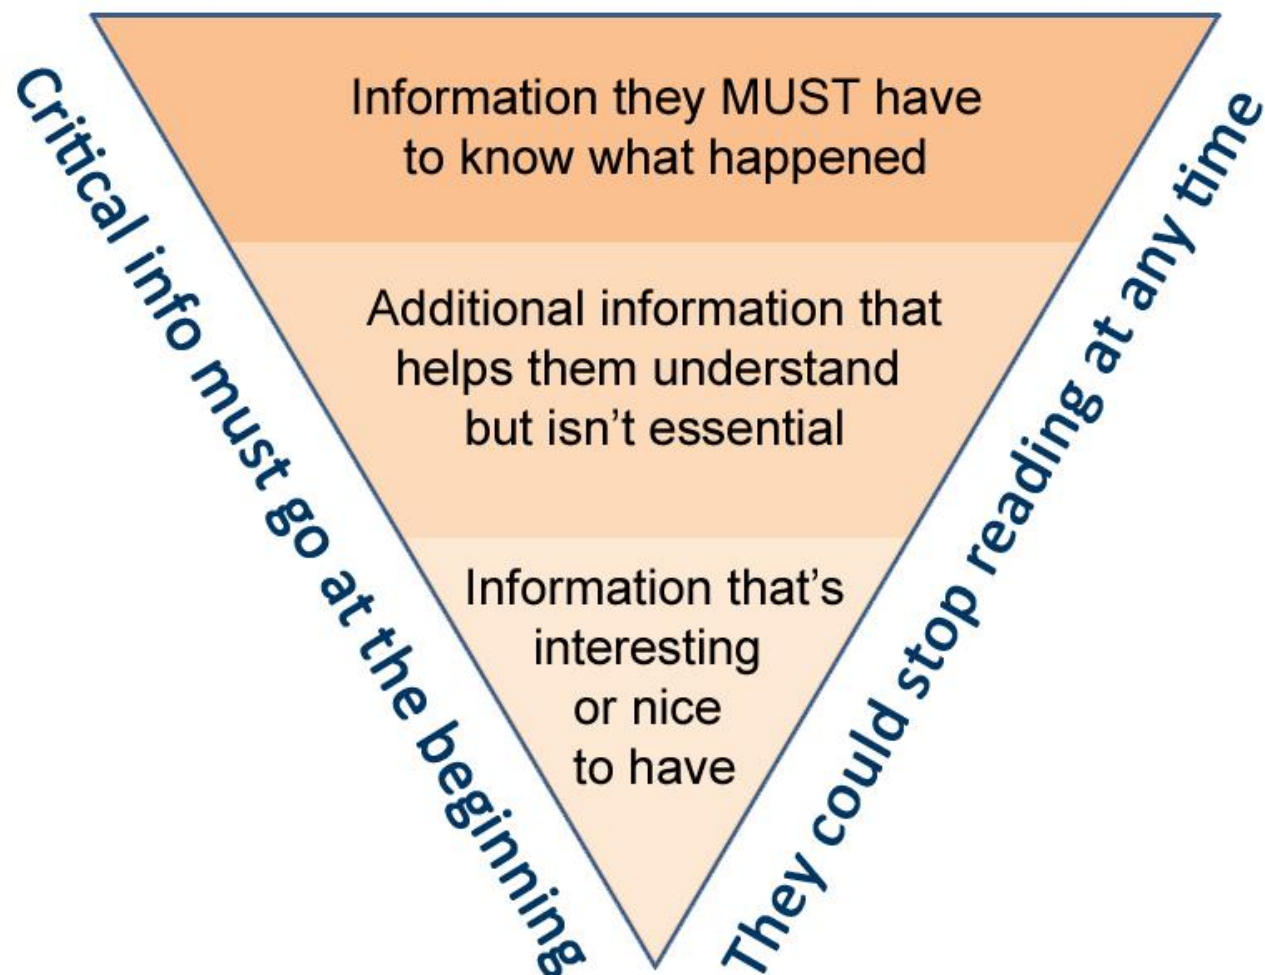 Critical info must go at the beginning
Information they MUST have
to know what happened
Additional information that
helps them understand
but isn’t essential
Information that’s
interesting
or nice
to have
They could stop reading at any time